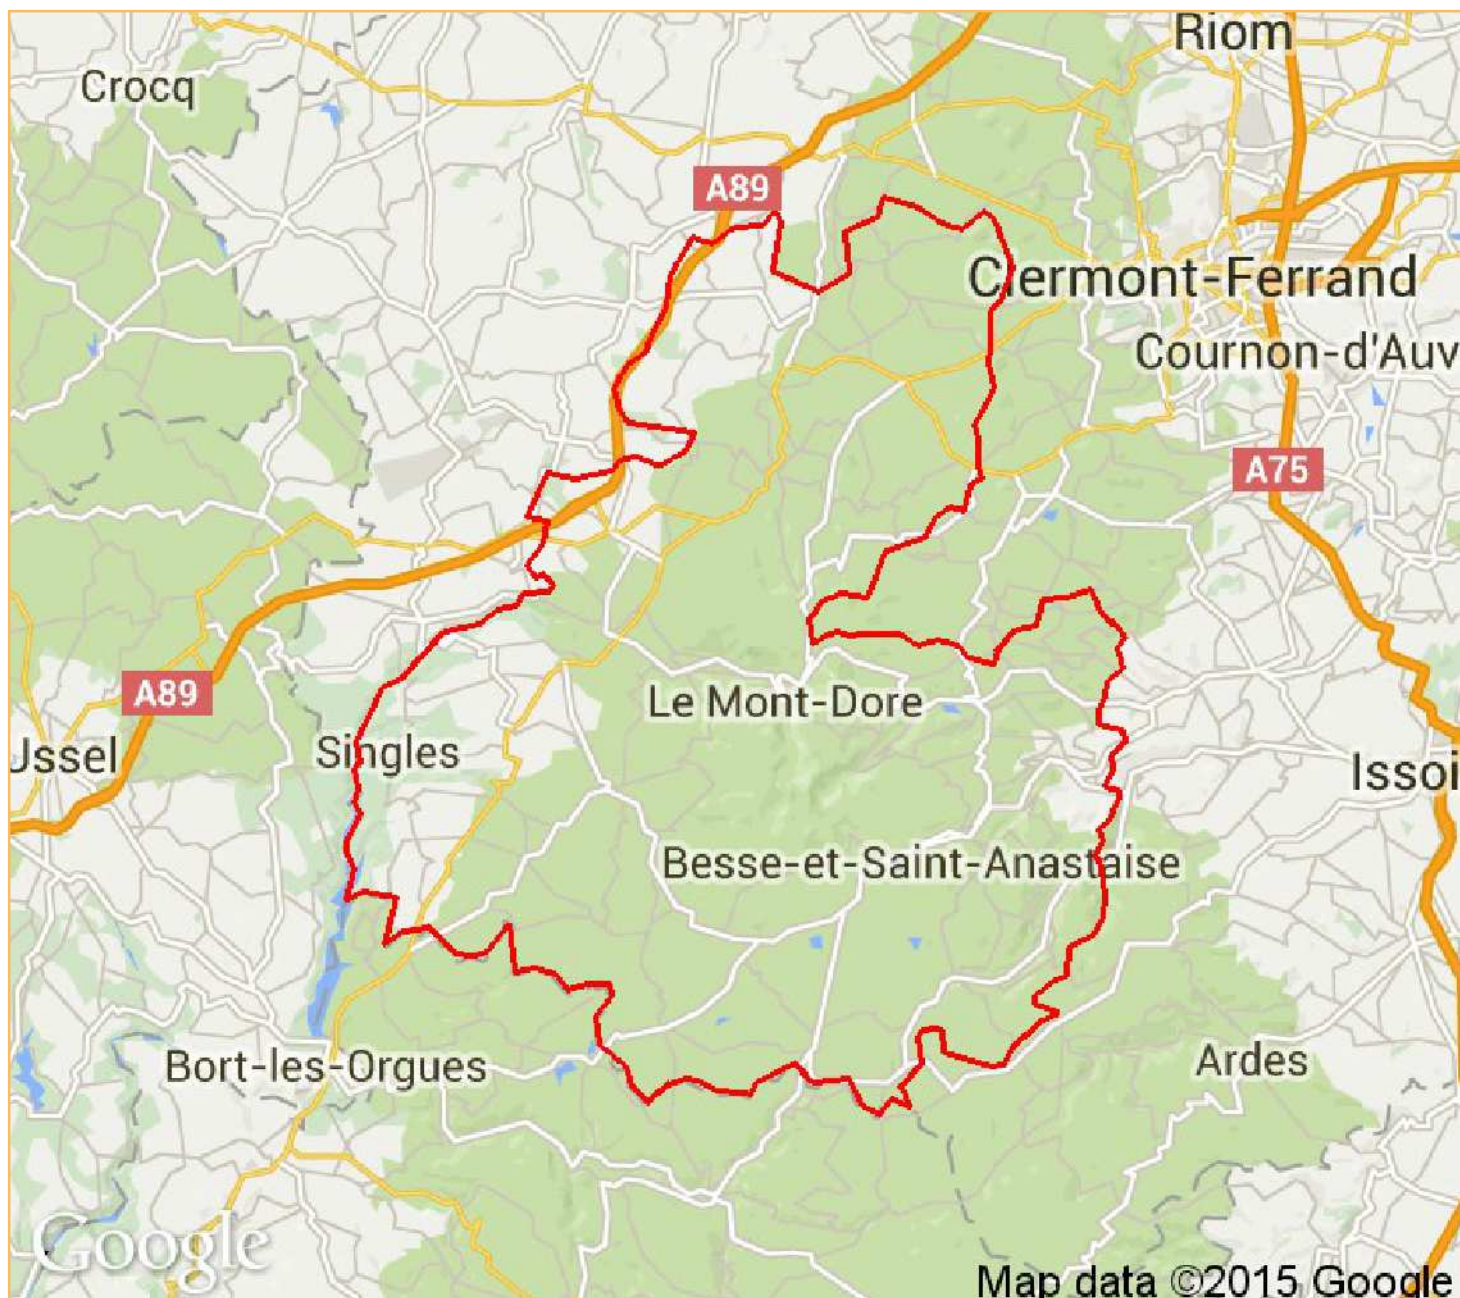 Riom
Crocq
A89
Clermont-Ferrand
Cournon-d'Auv
A75
A89
Le Mont-Dore
Ussel
Singles
Issoi
Besse-et-Saint-Anastaise
Bort-les-Orgues
Ardes
Google
Map data ©2015 Google